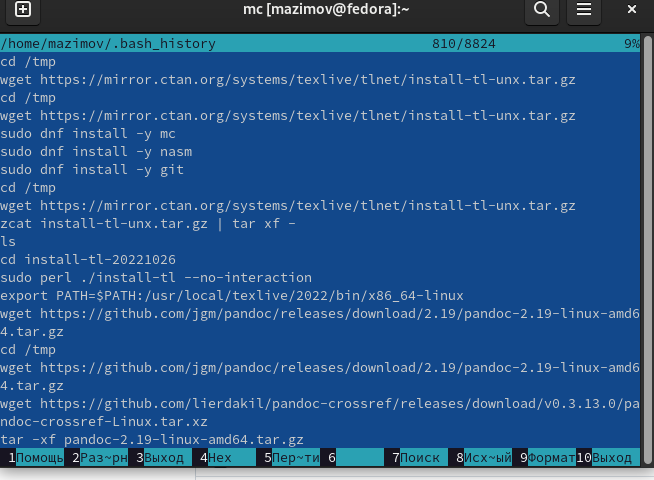 mc [mazimov@fedora]:~
/home/mazimov/.bash_history 810/8824 9%
cd /tmp
wget https://mirror.ctan.org/systems/texlive/tlnet/install-tl-unx.tar.gz
cd /tmp
wget https://mirror.ctan.org/systems/texlive/tlnet/install-tl-unx.tar.gz
sudo dnf install -y mc
sudo dnf install -y nasm
sudo dnf install -y git
cd /tmp
wget https://mirror.ctan.org/systems/texlive/tlnet/install-tl-unx.tar.gz
zcat install-tl-unx.tar.gz | tar xf -
ls
cd install-tl-20221026
sudo perl ./install-tl --no-interaction
export PATH=$PATH:/usr/local/texlive/2022/bin/x86_64-linux
wget https://github.com/jgm/pandoc/releases/download/2.19/pandoc-2.19-linux-amd6
4.tar.gz
cd /tmp
wget https://github.com/jgm/pandoc/releases/download/2.19/pandoc-2.19-linux-amd6
4.tar.gz
wget https://github.com/lierdakil/pandoc-crossref/releases/download/v0.3.13.0/pa
ndoc-crossref-Linux.tar.xz
tar -xf pandoc-2.19-linux-amd64.tar.gz
1Помощь 2Раз~рн 3Выход 4Hex 5Пер~ти 6 7Поиск 8Исх~ый 9Формат10Выход